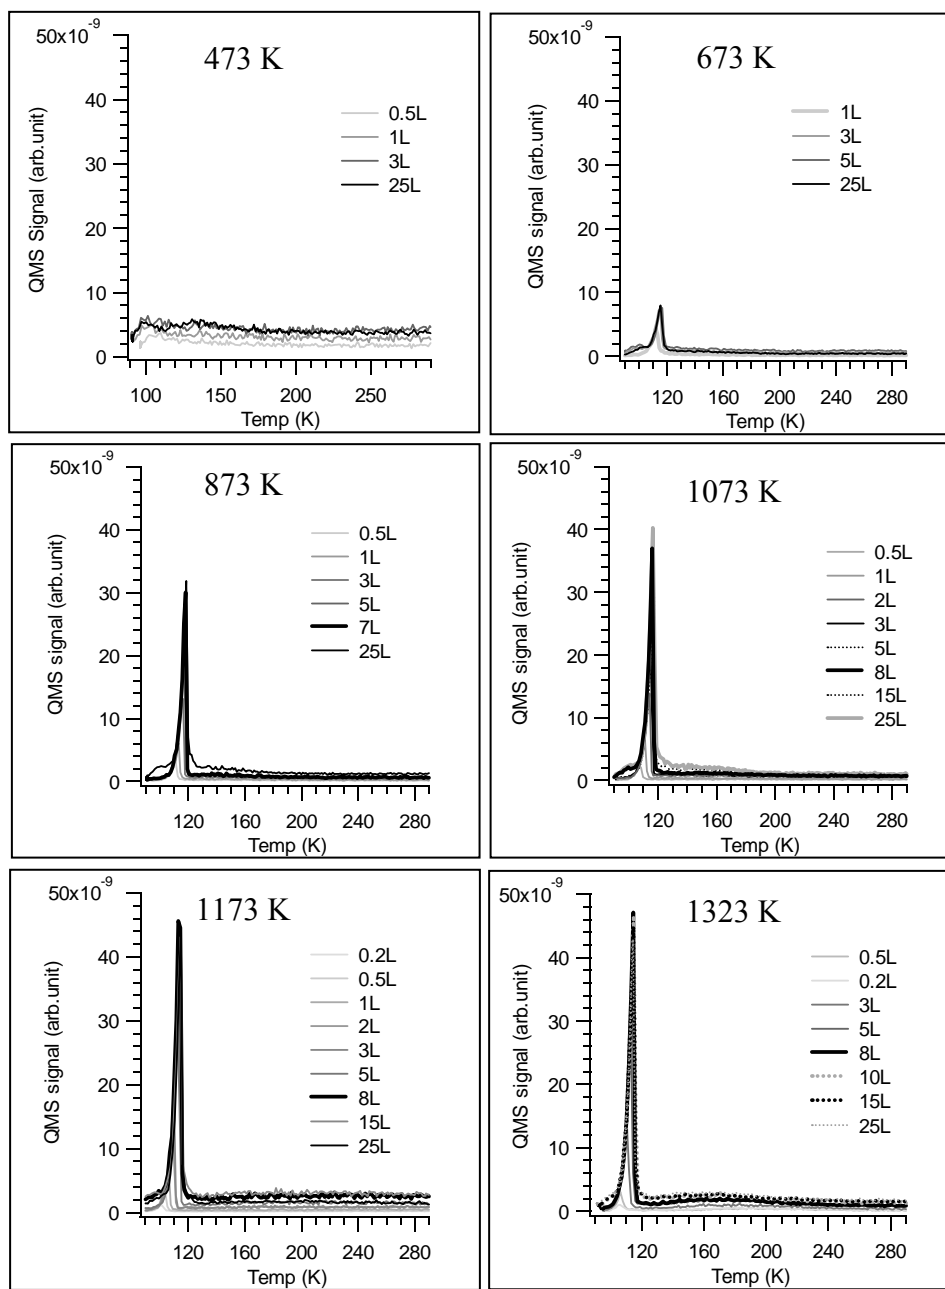 473 K
50x10-9
40
30
20
10
0
QMS Signal (arb.unit)
100
150
200
250
Temp (K)
0.5L
1L
3L
25L
673 K
50x10-9
40
30
20
10
0
QMS signal (arb.unit)
120
160
200
240
280
Temp (K)
1L
3L
5L
25L
873 K
50x10-9
40
30
20
10
0
QMS signal (arb.unit)
120
160
200
240
280
Temp (K)
0.5L
1L
3L
5L
7L
25L
1073 K
50x10-9
40
30
20
10
0
QMS signal (arb.unit)
120
160
200
240
280
Temp (K)
0.5L
1L
2L
3L
5L
8L
15L
25L
1173 K
50x10-9
40
30
20
10
0
QMS signal (arb.unit)
120
160
200
240
280
Temp (K)
0.2L
0.5L
1L
2L
3L
5L
8L
15L
25L
1323 K
50x10-9
40
30
20
10
0
QMS signal (arb.unit)
120
160
200
240
280
Temp (K)
0.5L
0.2L
3L
5L
8L
10L
15L
25L